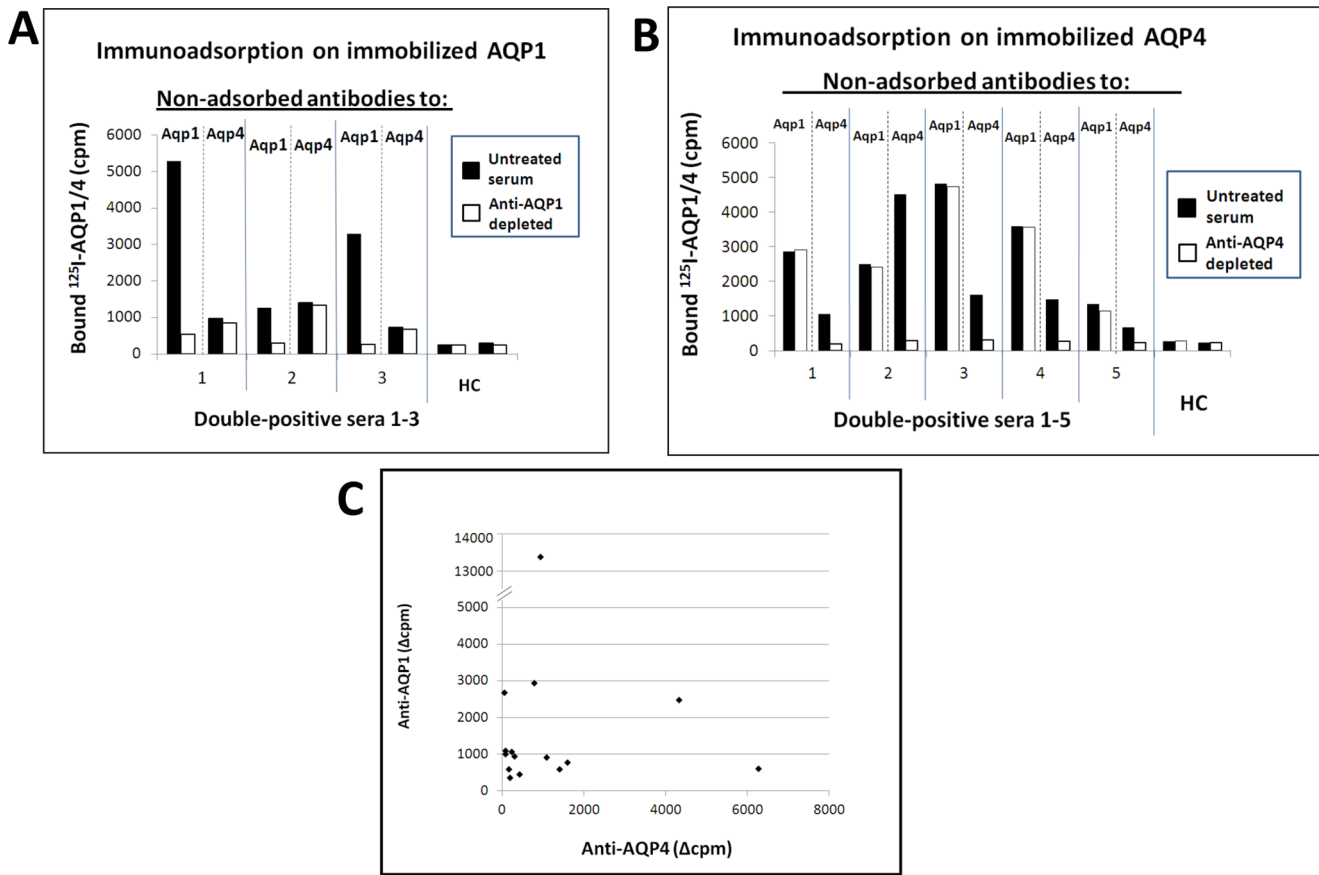 A
Immunoadsorption on immobilized AQP1
Non-adsorbed antibodies to:
Bound ¹²⁵I-AQP1/4 (cpm)
6000
5000
4000
3000
2000
1000
0
Aqp1 Aqp4
Aqp1 Aqp4
Aqp1 Aqp4
Untreated serum
Anti-AQP1 depleted
1 2 3 HC
Double-positive sera 1-3
B
Immunoadsorption on immobilized AQP4
Non-adsorbed antibodies to:
Bound ¹²⁵I-AQP1/4 (cpm)
6000
5000
4000
3000
2000
1000
0
Aqp1 Aqp4
Aqp1 Aqp4
Aqp1 Aqp4
Aqp1 Aqp4
Aqp1 Aqp4
Untreated serum
Anti-AQP4 depleted
1 2 3 4 5 HC
Double-positive sera 1-5
C
Anti-AQP1 (Δcpm)
14000
13000
5000
4000
3000
2000
1000
0
0 2000 4000 6000 8000
Anti-AQP4 (Δcpm)